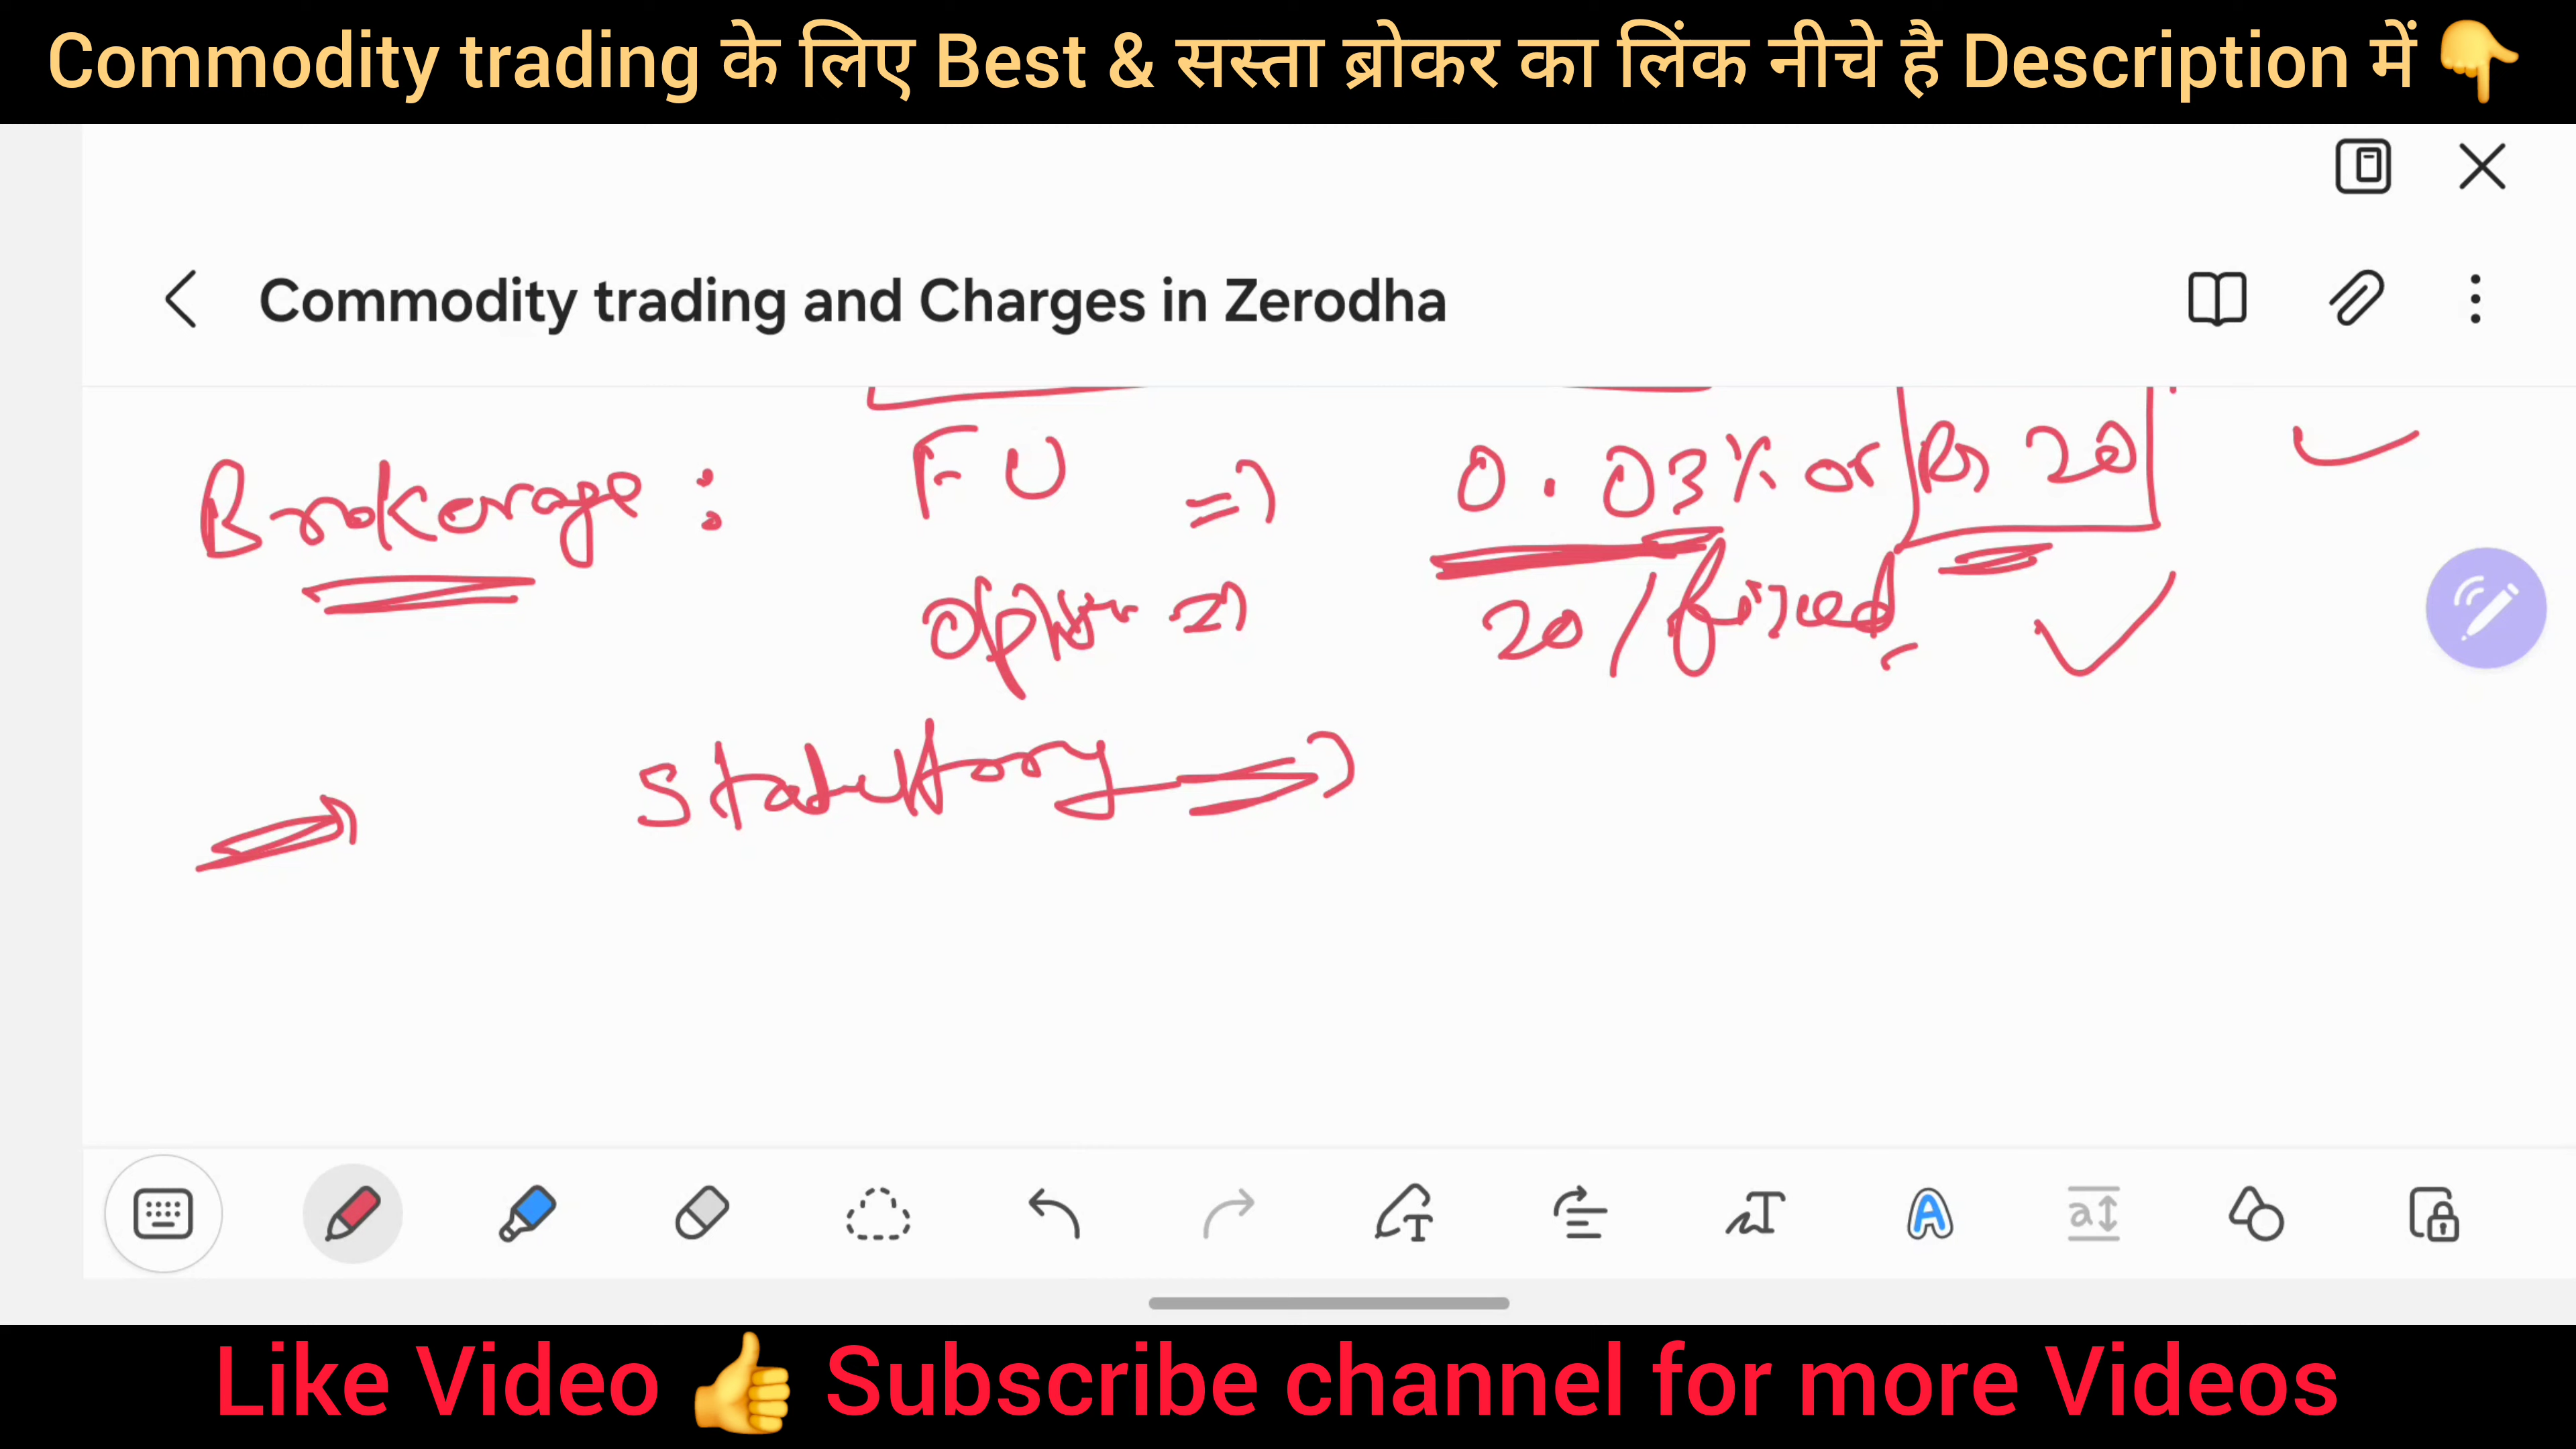 Commodity trading के लिए Best & सस्ता ब्रोकर का लिंक नीचे है Description में 👇
Commodity trading and Charges in Zerodha
Brokerage : FU => 0.03% or Rs 20
option => 20/fixed
=> Statuttory =>
a
T
T
A
Like Video 👍 Subscribe channel for more Videos